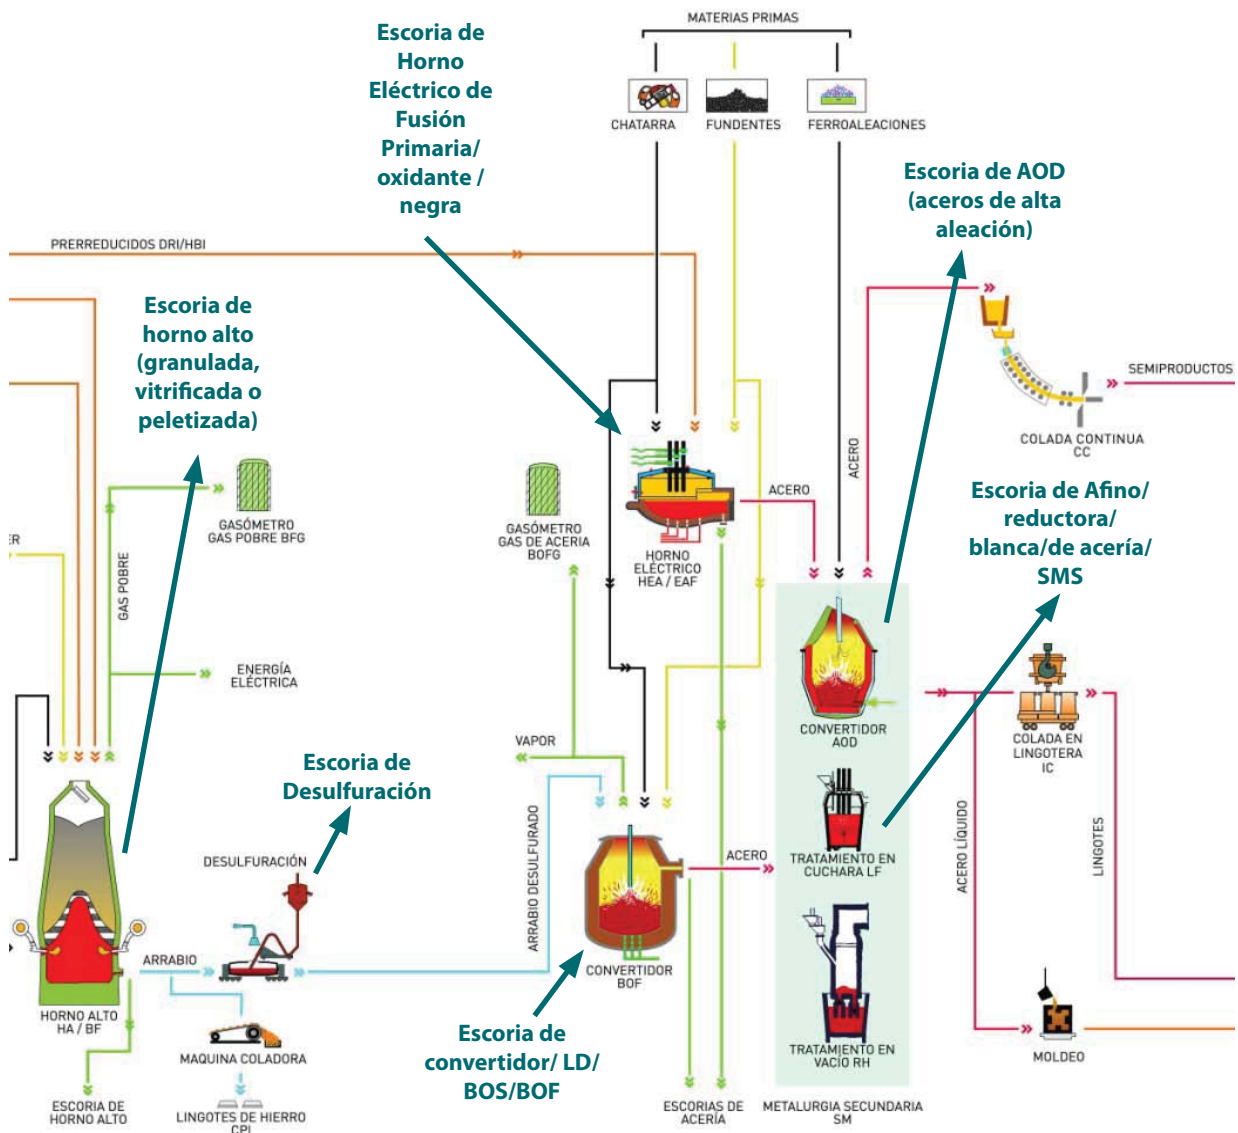 MATERIAS PRIMAS
Escoria de
Horno
Eléctrico de
Fusión
Primaria/
oxidante /
negra
CHATARRA
FUNDENTES
FERROALEACIONES
Escoria de AOD
(aceros de alta
aleación)
PRERREDUCIDOS DRI/HBI
Escoria de
horno alto
(granulada,
vitrificada o
peletizada)
SEMIPRODUCTOS
COLADA CONTINUA
CC
ACERO
GASÓMETRO
GAS POBRE BFG
GASÓMETRO
GAS DE ACERIA
BOFG
ACERO
HORNO
ELÉCTRICO
HEA / EAF
Escoria de Afino/
reductora/
blanca/de acería/
SMS
ER
GAS POBRE
ENERGÍA
ELÉCTRICA
CONVERTIDOR
AOD
COLADA EN
LINGOTERA
IC
VAPOR
Escoria de
Desulfuración
ARRABIO DESULFURADO
ACERO LÍQUIDO
LINGOTES
DESULFURACIÓN
ACERO
TRATAMIENTO EN
CUCHARA LF
ARRABIO
CONVERTIDOR
BOF
HORNO ALTO
HA / BF
MAQUINA COLADORA
Escoria de
convertidor/ LD/
BOS/BOF
TRATAMIENTO EN
VACÍO RH
MOLDEO
ESCORIA DE
HORNO ALTO
LINGOTES DE HIERRO
CPI
ESCORIAS DE
ACERÍA
METALURGIA SECUNDARIA
SM